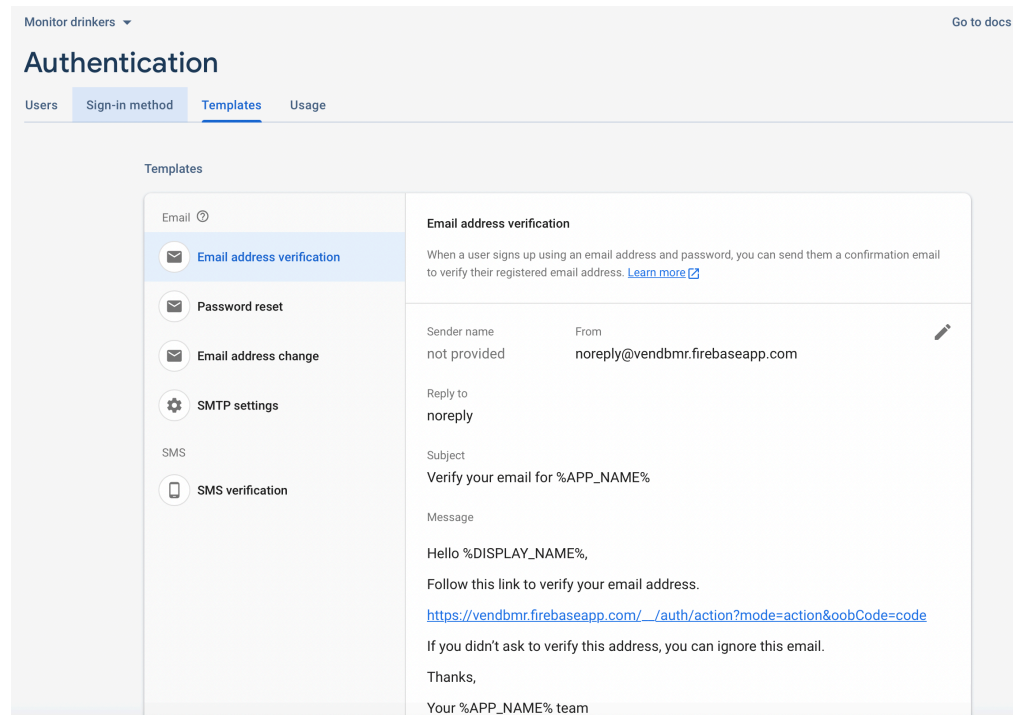 Monitor drinkers
Go to docs
Authentication
Users
Sign-in method
Templates
Usage
Templates
Email
Email address verification
Password reset
Email address change
SMTP settings
SMS
SMS verification
Email address verification
When a user signs up using an email address and password, you can send them a confirmation email
to verify their registered email address. Learn more
Sender name
not provided
From
noreply@vendbmr.firebaseapp.com
Reply to
noreply
Subject
Verify your email for %APP_NAME%
Message
Hello %DISPLAY_NAME%,
Follow this link to verify your email address.
https://vendbmr.firebaseapp.com/__/auth/action?mode=action&oobCode=code
If you didn’t ask to verify this address, you can ignore this email.
Thanks,
Your %APP_NAME% team